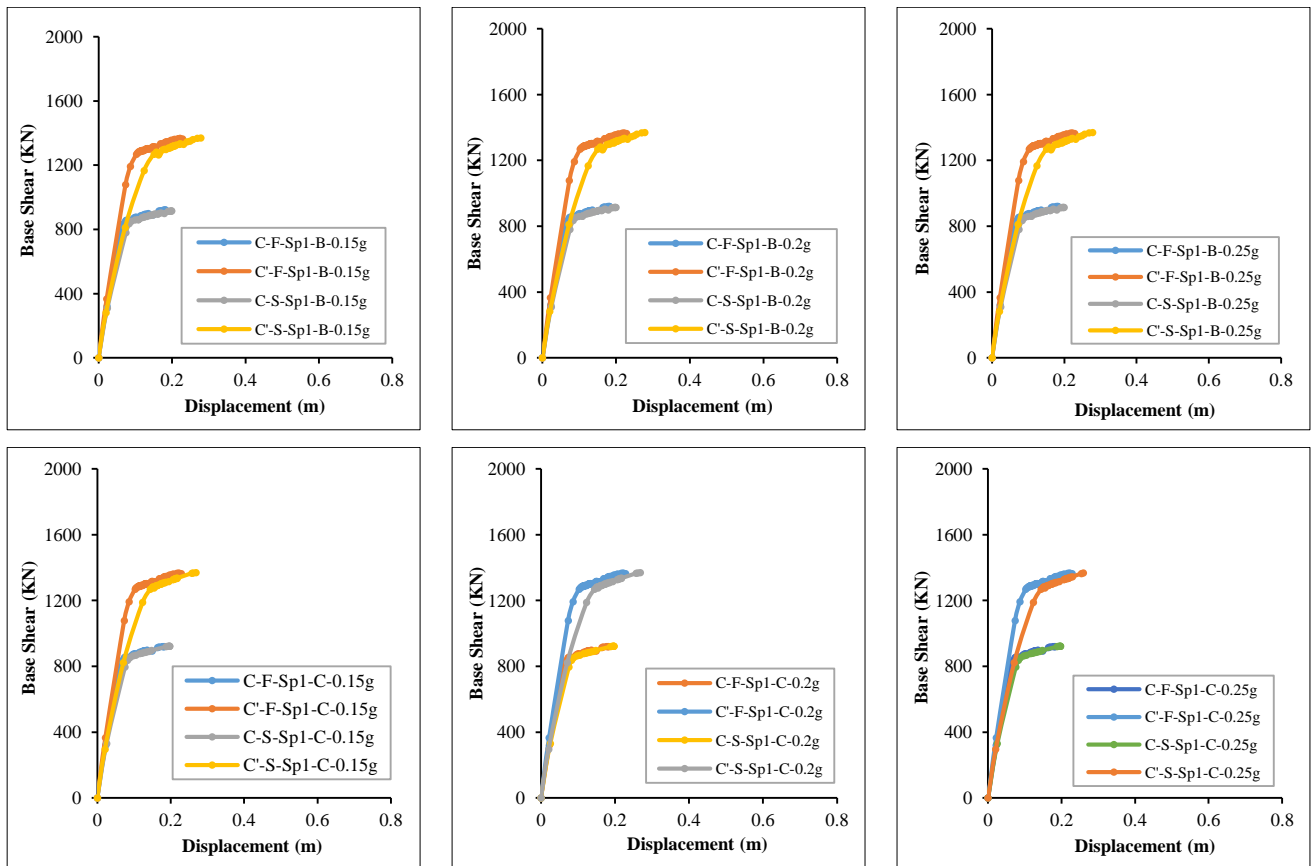 2000
1600
1200
800
400
0
Base Shear (KN)
C-F-Sp1-B-0.15g
C'-F-Sp1-B-0.15g
C-S-Sp1-B-0.15g
C'-S-Sp1-B-0.15g
0 0.2 0.4 0.6 0.8
Displacement (m)
2000
1600
1200
800
400
0
Base Shear (KN)
C-F-Sp1-B-0.2g
C'-F-Sp1-B-0.2g
C-S-Sp1-B-0.2g
C'-S-Sp1-B-0.2g
0 0.2 0.4 0.6 0.8
Displacement (m)
2000
1600
1200
800
400
0
Base Shear (KN)
C-F-Sp1-B-0.25g
C'-F-Sp1-B-0.25g
C-S-Sp1-B-0.25g
C'-S-Sp1-B-0.25g
0 0.2 0.4 0.6 0.8
Displacement (m)
2000
1600
1200
800
400
0
Base Shear (KN)
C-F-Sp1-C-0.15g
C'-F-Sp1-C-0.15g
C-S-Sp1-C-0.15g
C'-S-Sp1-C-0.15g
0 0.2 0.4 0.6 0.8
Displacement (m)
2000
1600
1200
800
400
0
Base Shear (KN)
C-F-Sp1-C-0.2g
C'-F-Sp1-C-0.2g
C-S-Sp1-C-0.2g
C'-S-Sp1-C-0.2g
0 0.2 0.4 0.6 0.8
Displacement (m)
2000
1600
1200
800
400
0
Base Shear (KN)
C-F-Sp1-C-0.25g
C'-F-Sp1-C-0.25g
C-S-Sp1-C-0.25g
C'-S-Sp1-C-0.25g
0 0.2 0.4 0.6 0.8
Displacement (m)